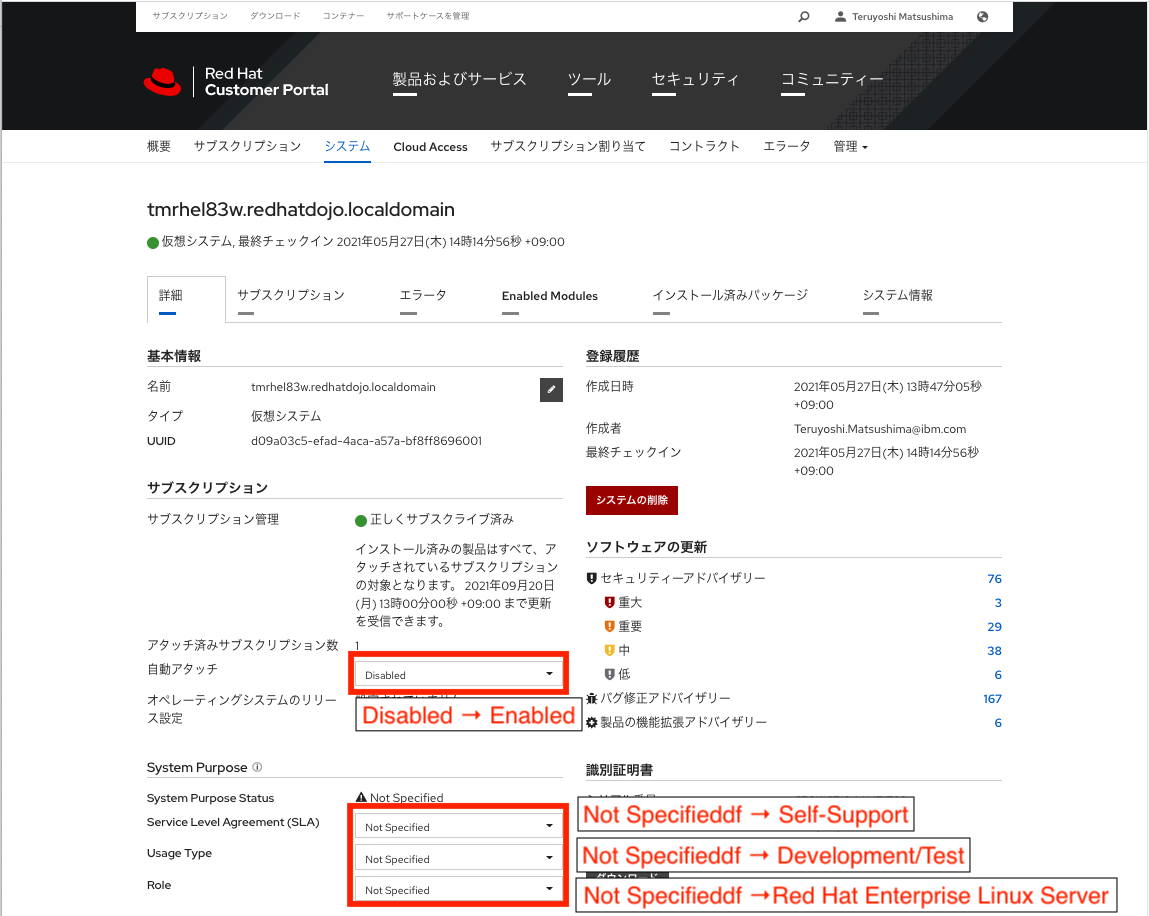 サブスクリプション ダウンロード コンテナー サポートケースを管理 Teruyoshi Matsushima
Red Hat
Customer Portal
製品およびサービス ツール セキュリティ コミュニティー
概要 サブスクリプション システム Cloud Access サブスクリプション割り当て コントラクト エラータ 管理
tmrhel83w.redhatdojo.localdomain
仮想システム, 最終チェックイン 2021年05月27日(木) 14時14分56秒 +09:00
詳細 サブスクリプション エラータ Enabled Modules インストール済みパッケージ システム情報
基本情報
名前 tmrhel83w.redhatdojo.localdomain
タイプ 仮想システム
UUID d09a03c5-efad-4aca-a57a-bf8ff8696001
サブスクリプション
サブスクリプション管理 正しくサブスクライブ済み
インストール済みの製品はすべて、ア
タッチされているサブスクリプション
の対象となります。 2021年09月20日
(月) 13時00分00秒 +09:00 まで更新
を受信できます。
アタッチ済みサブスクリプション数 1
自動アタッチ Disabled
オペレーティングシステムのリリー
ス設定
Disabled → Enabled
System Purpose
System Purpose Status Not Specified
Service Level Agreement (SLA) Not Specified
Usage Type Not Specified
Role Not Specified
登録履歴
作成日時 2021年05月27日(木) 13時47分05秒
+09:00
作成者 Teruyoshi.Matsushima@ibm.com
最終チェックイン 2021年05月27日(木) 14時14分56秒
+09:00
システムの削除
ソフトウェアの更新
セキュリティーアドバイザリー 76
重大 3
重要 29
中 38
低 6
バグ修正アドバイザリー 167
製品の機能拡張アドバイザリー 6
識別証明書
Not Specifieddf → Self-Support
Not Specifieddf → Development/Test
Not Specifieddf →Red Hat Enterprise Linux Server